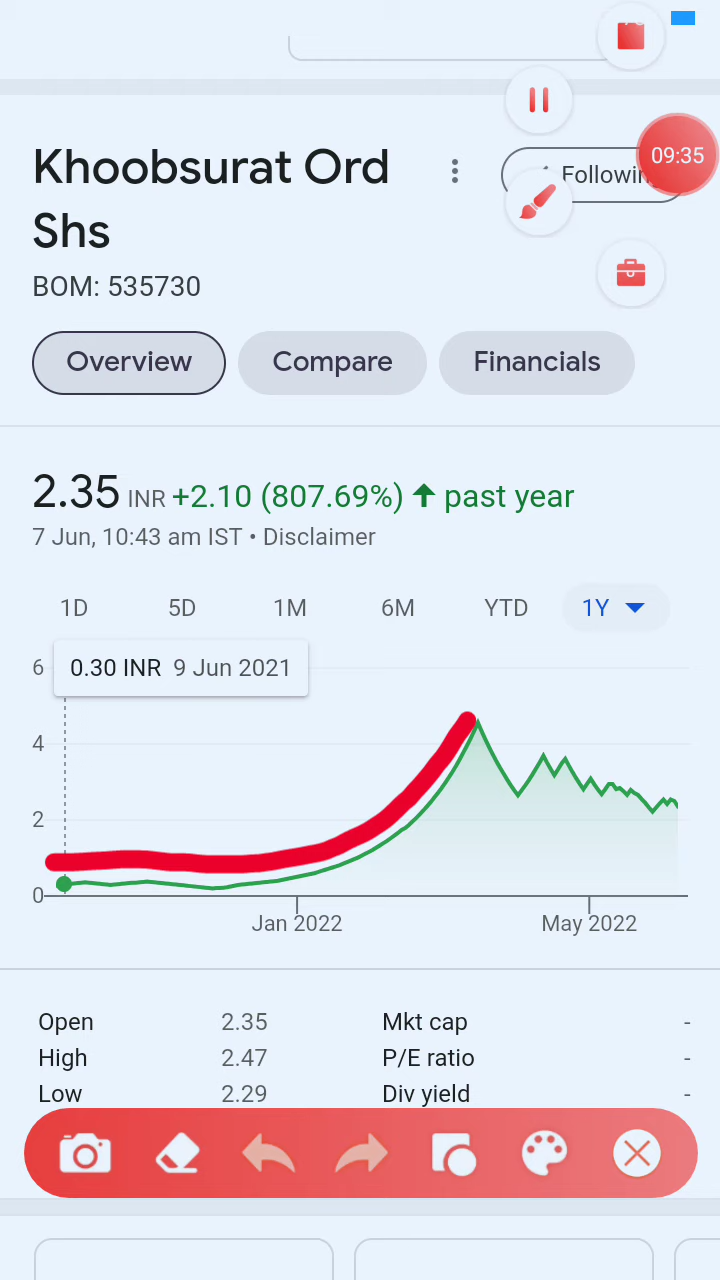 Khoobsurat Ord
Shs
Following
09:35
BOM: 535730
Overview
Compare
Financials
2.35 INR +2.10 (807.69%) past year
7 Jun, 10:43 am IST • Disclaimer
1D 5D 1M 6M YTD 1Y
0.30 INR 9 Jun 2021
6
4
2
0
Jan 2022
May 2022
Open 2.35 Mkt cap -
High 2.47 P/E ratio -
Low 2.29 Div yield -